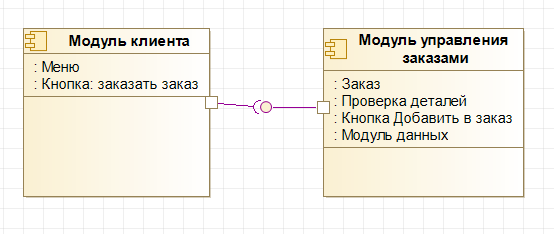 Модуль клиента
: Меню
: Кнопка: заказать заказ
Модуль управления
заказами
: Заказ
: Проверка деталей
: Кнопка Добавить в заказ
: Модуль данных